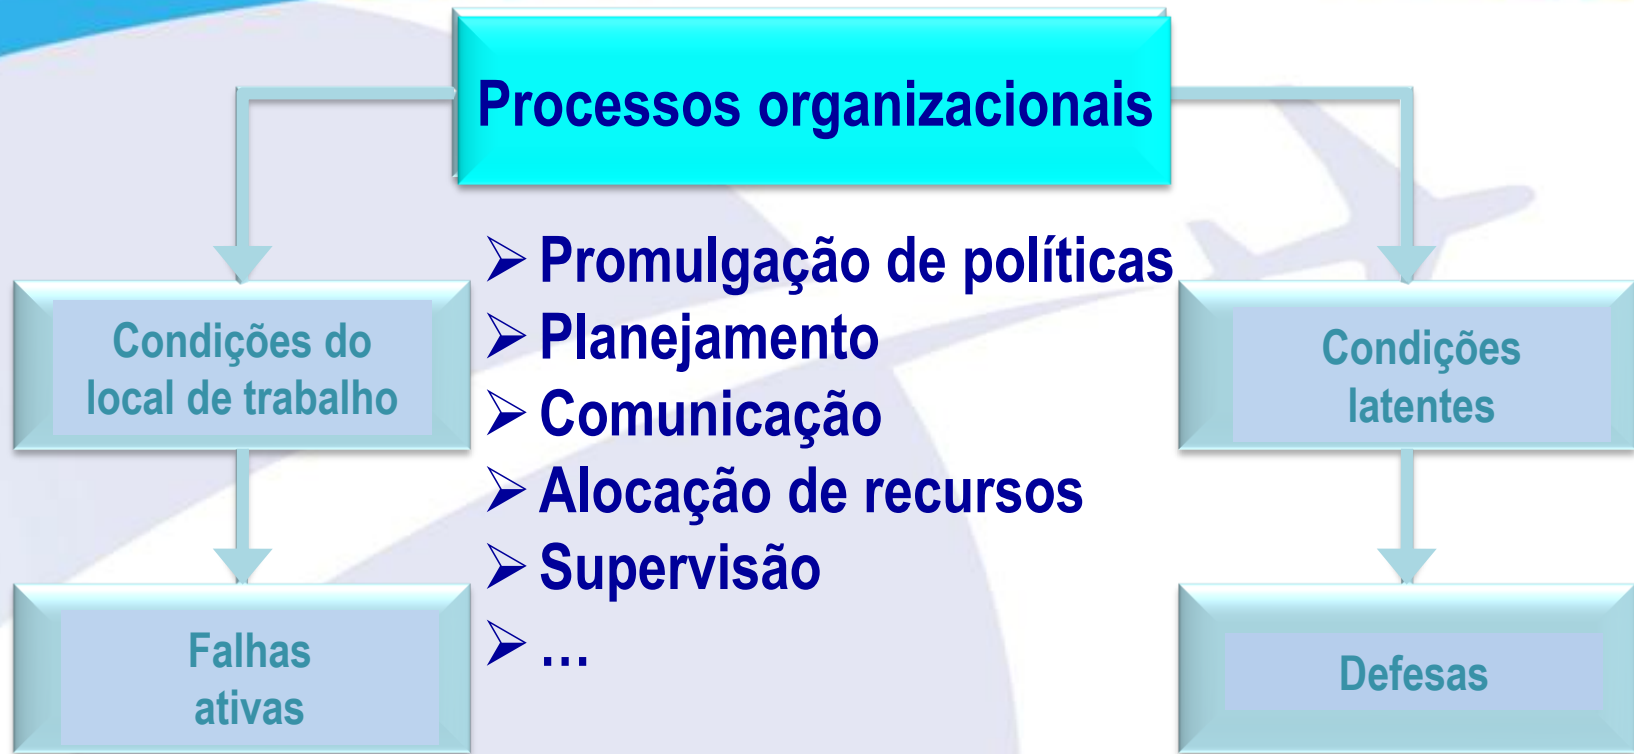 Processos organizacionais
➢ Promulgação de políticas
➢ Planejamento
➢ Comunicação
➢ Alocação de recursos
➢ Supervisão
➢ …
Condições do
local de trabalho
Falhas
ativas
Condições
latentes
Defesas